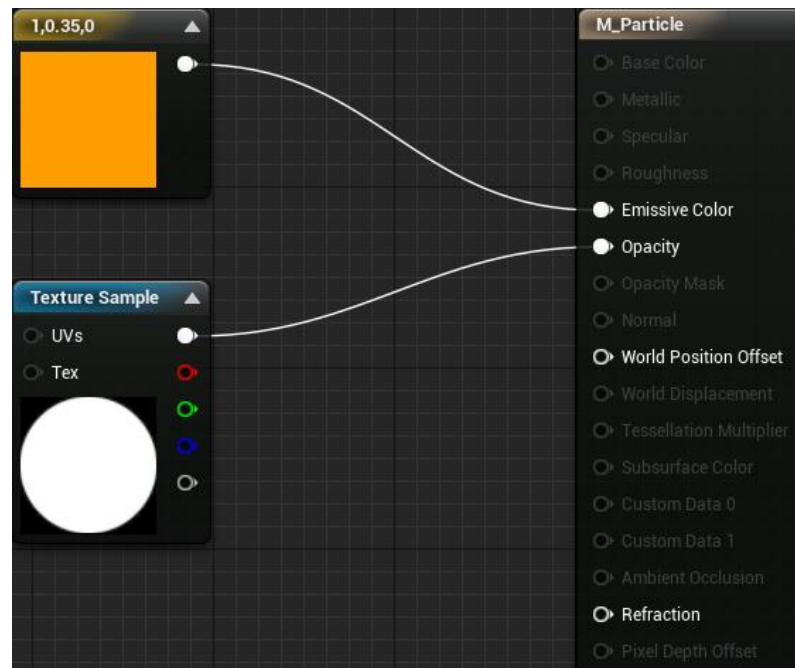 1,0.35,0
Texture Sample
UVs
Tex
M_Particle
Base Color
Metallic
Specular
Roughness
Emissive Color
Opacity
Opacity Mask
Normal
World Position Offset
World Displacement
Tessellation Multiplier
Subsurface Color
Custom Data 0
Custom Data 1
Ambient Occlusion
Refraction
Pixel Depth Offset